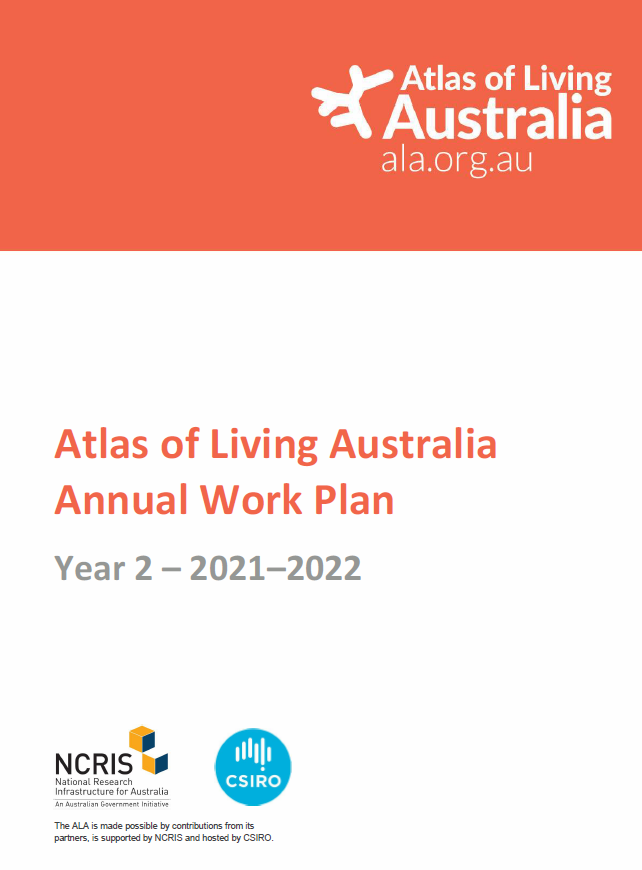 Atlas of Living
Australia
ala.org.au
Atlas of Living Australia
Annual Work Plan
Year 2 – 2021–2022
NCRIS
National Research
Infrastructure for Australia
An Australian Government Initiative
CSIRO
The ALA is made possible by contributions from its
partners, is supported by NCRIS and hosted by CSIRO.